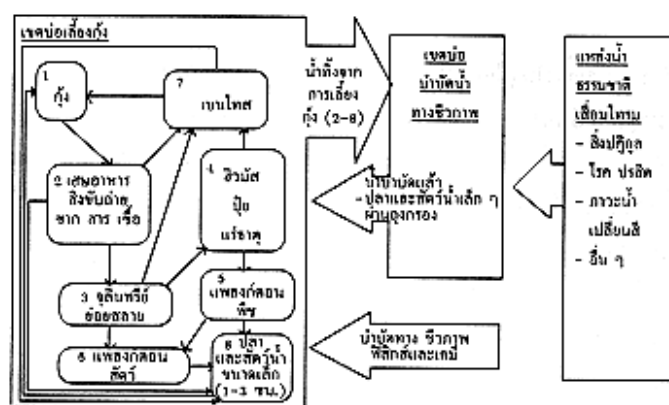 เขตบ่อเลี้ยงกุ้ง
1. กุ้ง
7
เบนโทส
2 เศษอาหาร
สิ่งขับถ่าย
ซาก สาร เชื้อ
4 ฮิวมัส
ปุ๋ย
แร่ธาตุ
3 จุลินทรีย์
ย่อยสลาย
5
แพลงก์ตอน
พืช
6 แพลงก์ตอน
สัตว์
8 ปลา
และสัตว์น้ำ
ขนาดเล็ก
(1-3 ซม.)
น้ำทิ้งจาก
การเลี้ยง
กุ้ง (2-8)
เขตบ่อ
บำบัดน้ำ
ทางชีวภาพ
น้ำบำบัดแล้ว
- ปลาและสัตว์น้ำเล็ก ๆ
ผ่านถุงกรอง
บำบัดทาง ชีวภาพ
ฟิสิกส์และเคมี
แหล่งน้ำ
ธรรมชาติ
เสื่อมโทรม
- สิ่งปฏิกูล
- โรค ปรสิต
- ภาวะน้ำ
เปลี่ยนสี
- อื่น ๆ